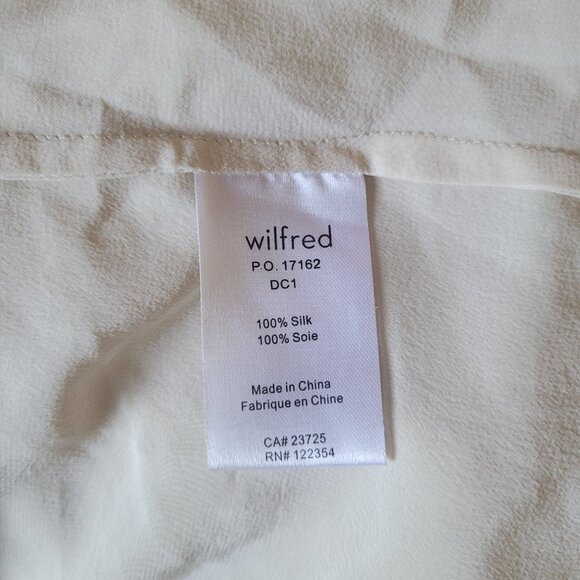 wilfred
P.O. 17162
DC1
100% Silk
100% Soie
Made in China
Fabrique en Chine
CA# 23725
RN# 122354